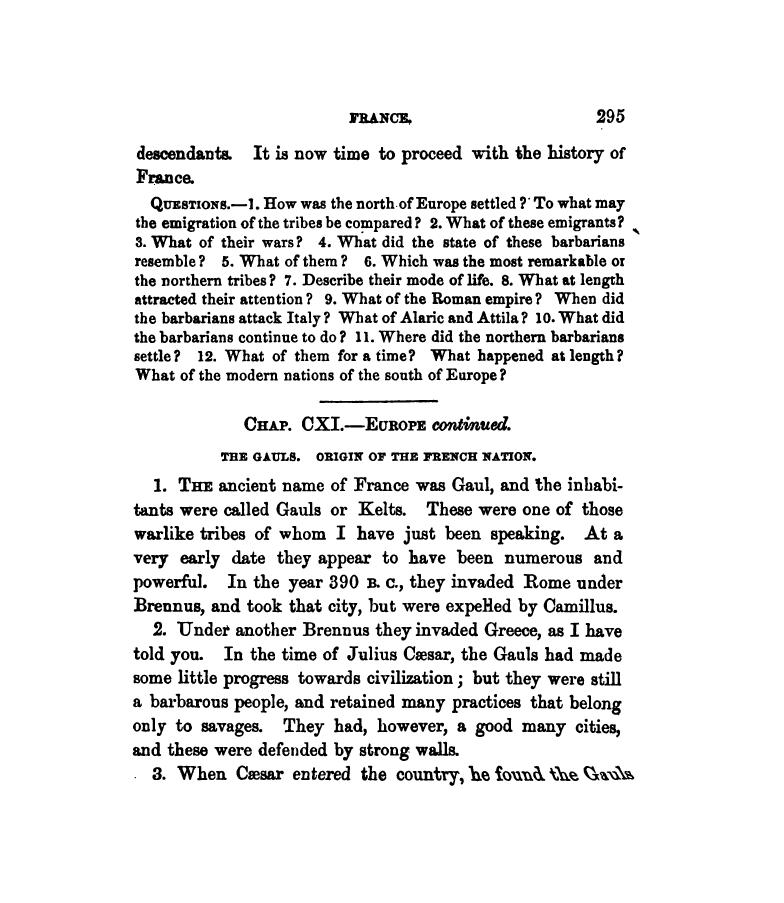 FRANCE. 295
descendants. It is now time to proceed with the history of
France.
QUESTIONS.—1. How was the north of Europe settled? To what may
the emigration of the tribes be compared? 2. What of these emigrants?
3. What of their wars? 4. What did the state of these barbarians
resemble? 5. What of them? 6. Which was the most remarkable or
the northern tribes? 7. Describe their mode of life. 8. What at length
attracted their attention? 9. What of the Roman empire? When did
the barbarians attack Italy? What of Alaric and Attila? 10. What did
the barbarians continue to do? 11. Where did the northern barbarians
settle? 12. What of them for a time? What happened at length?
What of the modern nations of the south of Europe?
CHAP. CXI.—EUROPE continued.
THE GAULS. ORIGIN OF THE FRENCH NATION.
1. THE ancient name of France was Gaul, and the inhabi-
tants were called Gauls or Kelts. These were one of those
warlike tribes of whom I have just been speaking. At a
very early date they appear to have been numerous and
powerful. In the year 390 B. C., they invaded Rome under
Brennus, and took that city, but were expelled by Camillus.
2. Under another Brennus they invaded Greece, as I have
told you. In the time of Julius Cæsar, the Gauls had made
some little progress towards civilization; but they were still
a barbarous people, and retained many practices that belong
only to savages. They had, however, a good many cities,
and these were defended by strong walls.
3. When Cæsar entered the country, he found the Gauls